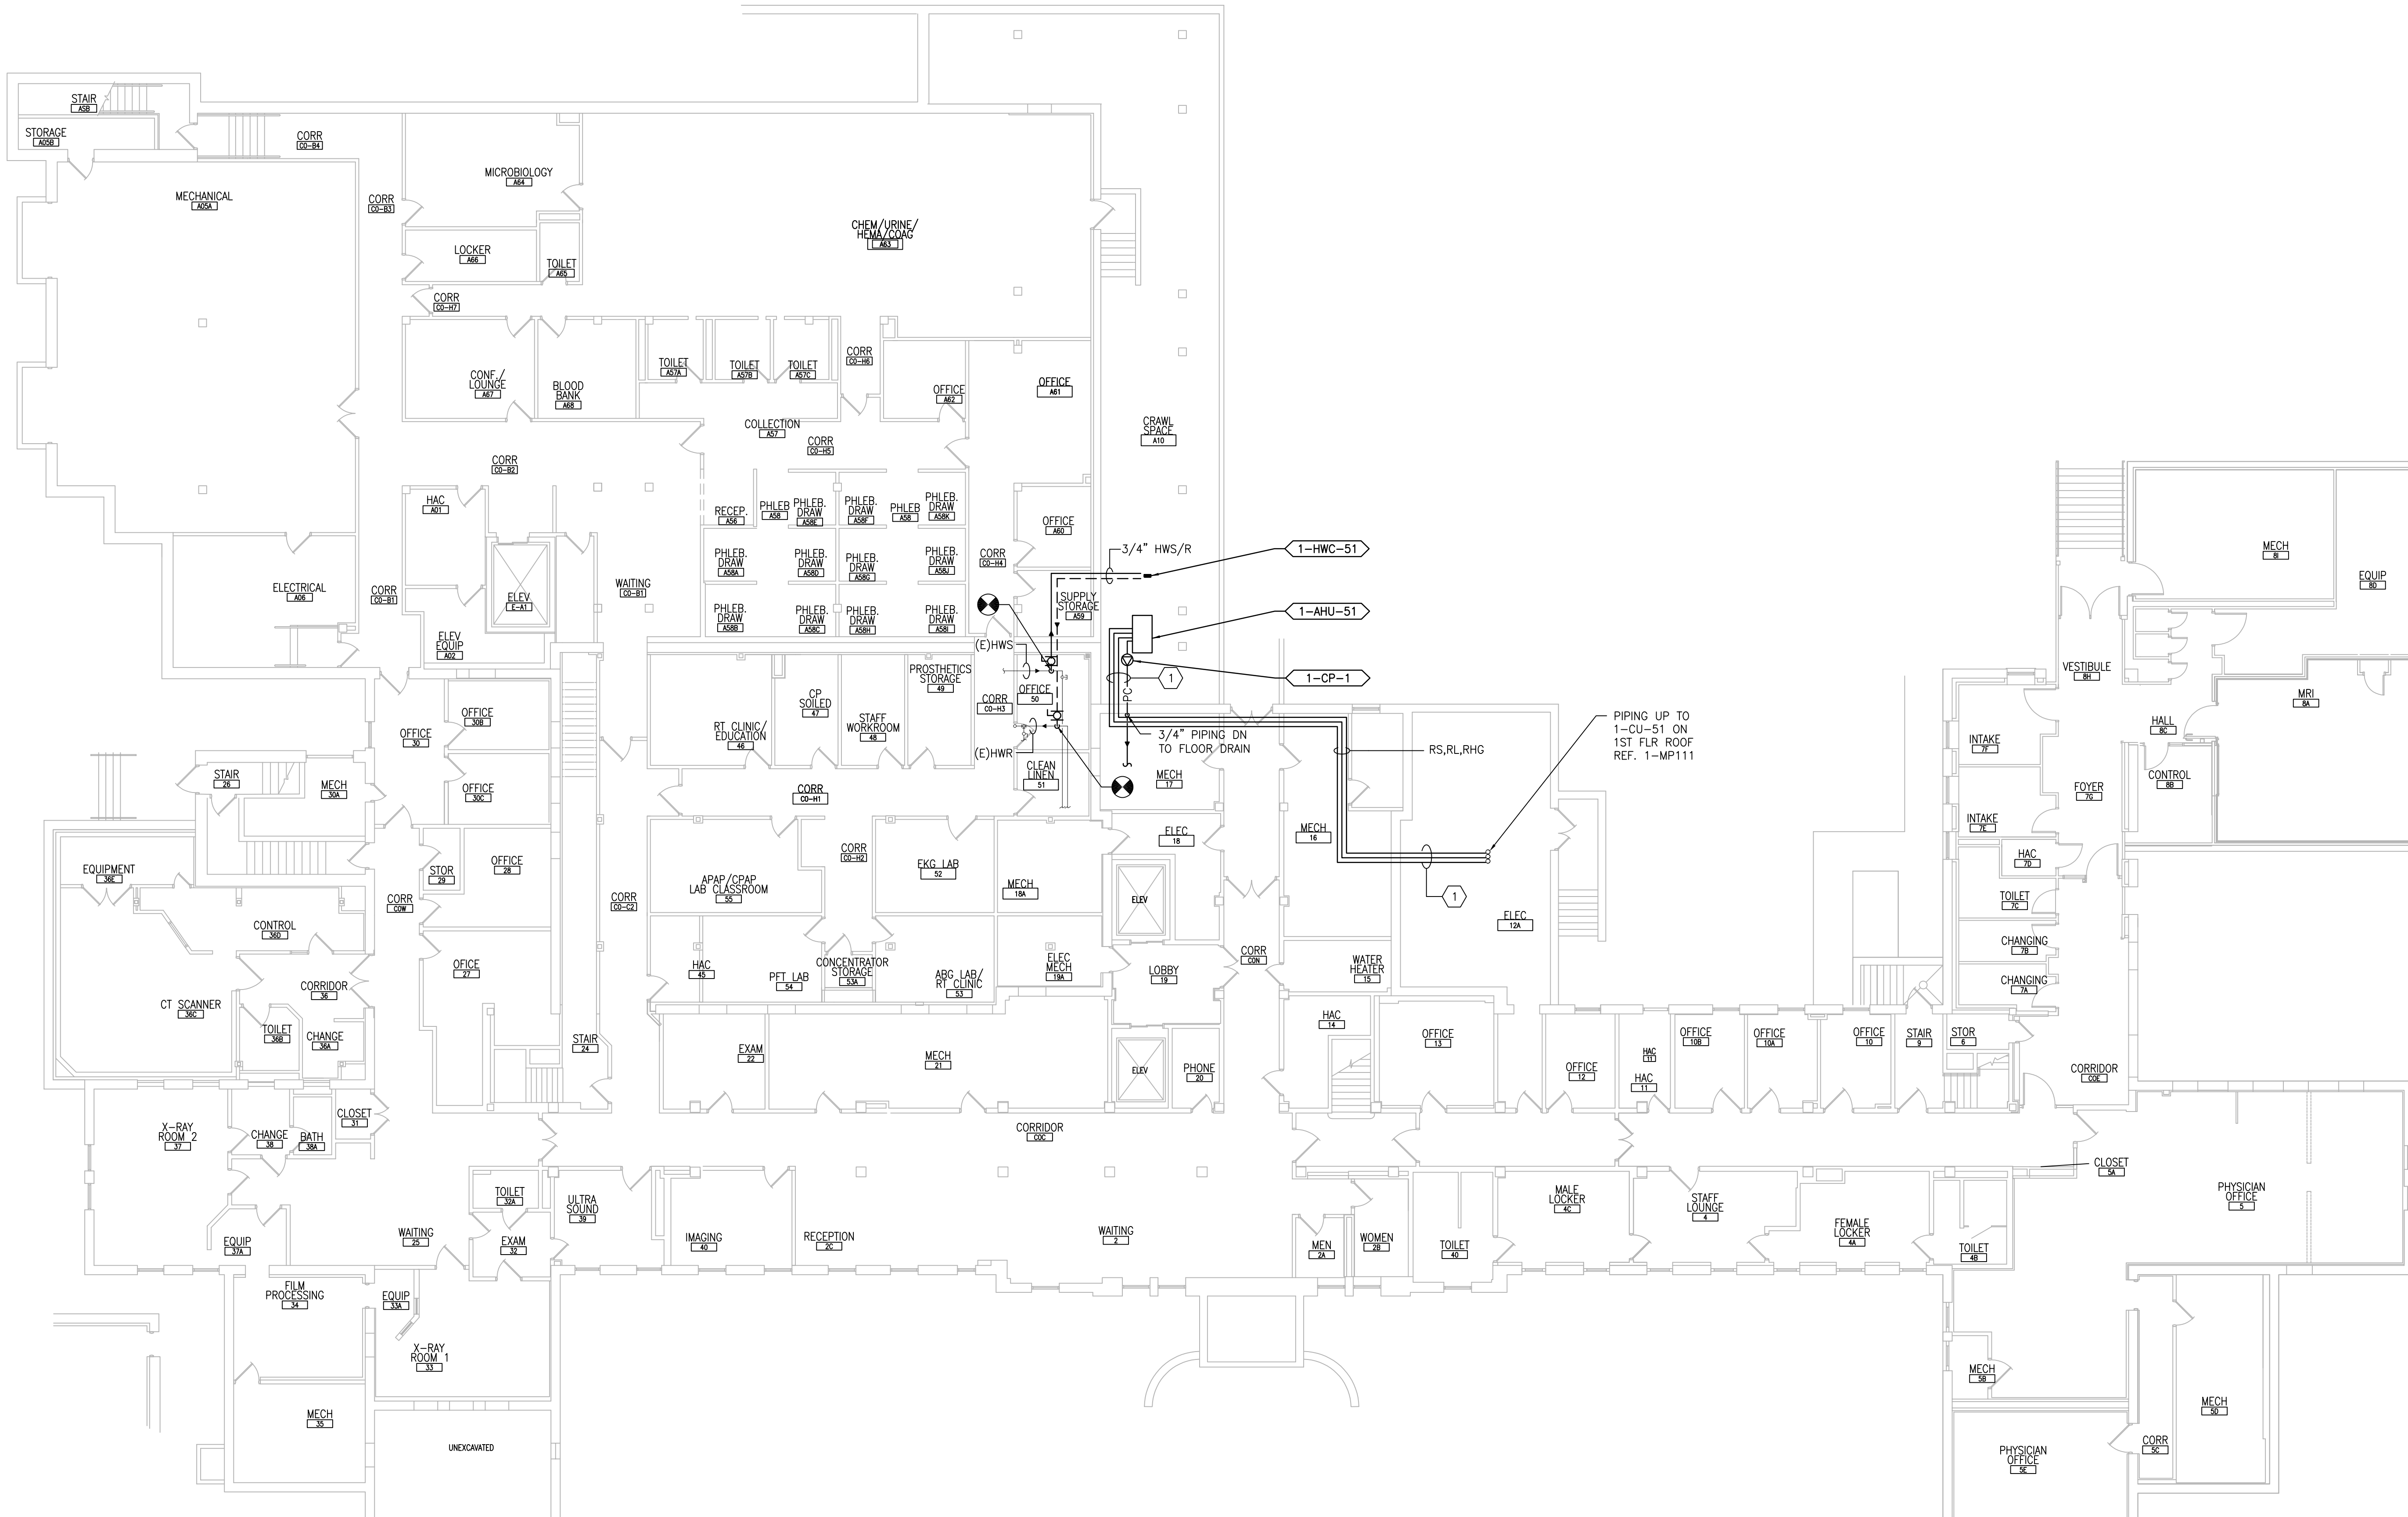 STAIR
A5B
STORAGE
A05B
CORR
C0-B4
MECHANICAL
A05A
CORR
C0-B3
MICROBIOLOGY
A64
LOCKER
A66
TOILET
A65
CHEM/URINE/
HEMA/COAG
A63
CORR
C0-H7
CONF./
LOUNGE
A67
BLOOD
BANK
A68
TOILET
A57A
TOILET
A57B
TOILET
A57C
CORR
C0-H6
OFFICE
A62
OFFICE
A61
COLLECTION
A57
CORR
C0-H5
CRAWL
SPACE
A10
CORR
C0-B2
HAC
A01
RECEP.
A56
PHLEB
A58
PHLEB.
DRAW
A58E
PHLEB.
DRAW
A58F
PHLEB
A58
PHLEB.
DRAW
A58K
OFFICE
A60
PHLEB.
DRAW
A58A
PHLEB.
DRAW
A58D
PHLEB.
DRAW
A58G
PHLEB.
DRAW
A58J
CORR
C0-H4
3/4" HWS/R
1-HWC-51
ELECTRICAL
A06
CORR
C0-B1
ELEV
E-A1
WAITING
C0-B1
SUPPLY
STORAGE
A59
1-AHU-51
PHLEB.
DRAW
A58B
PHLEB.
DRAW
A58C
PHLEB.
DRAW
A58H
PHLEB.
DRAW
A58I
ELEV
EQUIP
A02
(E)HWS
1-CP-1
1
PC
PROSTHETICS
STORAGE
49
OFFICE
50
CORR
C0-H3
CP
SOILED
47
STAFF
WORKROOM
48
RT CLINIC/
EDUCATION
46
OFFICE
30B
OFFICE
30
OFFICE
30C
(E)HWR
3/4" PIPING DN
TO FLOOR DRAIN
RS,RL,RHG
PIPING UP TO
1-CU-51 ON
1ST FLR ROOF
REF. 1-MP111
CLEAN
LINEN
51
MECH
17
STAIR
26
MECH
30A
CORR
C0-H1
MECH
16
ELEC
18
CORR
C0-H2
EKG LAB
52
MECH
18A
APAP/CPAP
LAB CLASSROOM
55
1
ELEC
12A
EQUIPMENT
36E
STOR
29
OFFICE
28
CORR
C0W
CORR
C0-C2
ELEV
CONTROL
36D
OFICE
27
HAC
45
PFT LAB
54
CONCENTRATOR
STORAGE
53A
ABG LAB/
RT CLINIC
53
ELEC
MECH
19A
LOBBY
19
CORR
CON
WATER
HEATER
15
CORRIDOR
36
CT SCANNER
36C
TOILET
36B
CHANGE
36A
STAIR
24
EXAM
22
MECH
21
ELEV
PHONE
20
HAC
14
OFFICE
13
OFFICE
12
HAC
11
HAC
11
OFFICE
10B
OFFICE
10A
OFFICE
10
STAIR
9
STOR
6
CORRIDOR
C0E
MECH
8I
EQUIP
8D
VESTIBULE
8H
MRI
8A
HALL
8C
INTAKE
7F
CONTROL
8B
FOYER
7G
INTAKE
7E
HAC
7D
TOILET
7C
CHANGING
7B
CHANGING
7A
X-RAY
ROOM 2
37
CHANGE
38
BATH
38A
CLOSET
31
CORRIDOR
C0C
CLOSET
5A
PHYSICIAN
OFFICE
5
TOILET
32A
ULTRA
SOUND
39
WAITING
25
EXAM
32
EQUIP
37A
IMAGING
40
RECEPTION
2C
WAITING
2
MEN
2A
WOMEN
2B
TOILET
40
MALE
LOCKER
4C
STAFF
LOUNGE
4
FEMALE
LOCKER
4A
TOILET
4B
FILM
PROCESSING
34
EQUIP
33A
X-RAY
ROOM 1
33
MECH
35
UNEXCAVATED
MECH
5B
MECH
5D
CORR
5C
PHYSICIAN
OFFICE
5E